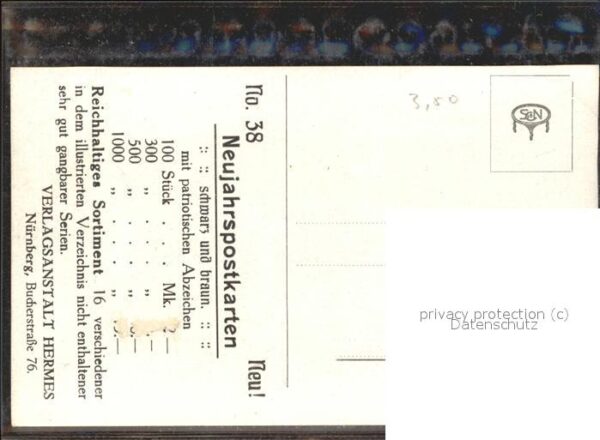 No. 38 Neu!
Neujahrspostkarten
:: :: schwarz und braun. :: ::
mit patriotischen Abzeichen
100 Stück . . . Mk. 2.—
300 „ . . . . „ .—
500 „ . . . . „ .—
1000 „ . . . . „ 15.—
Reichhaltiges Sortiment 16 verschiedener
in dem illustrierten Verzeichnis nicht enthaltener
sehr gut gangbarer Serien.
VERLAGSANSTALT HERMES
Nürnberg, Bucherstraße 76.
3,50
privacy protection (c)
Datenschutz